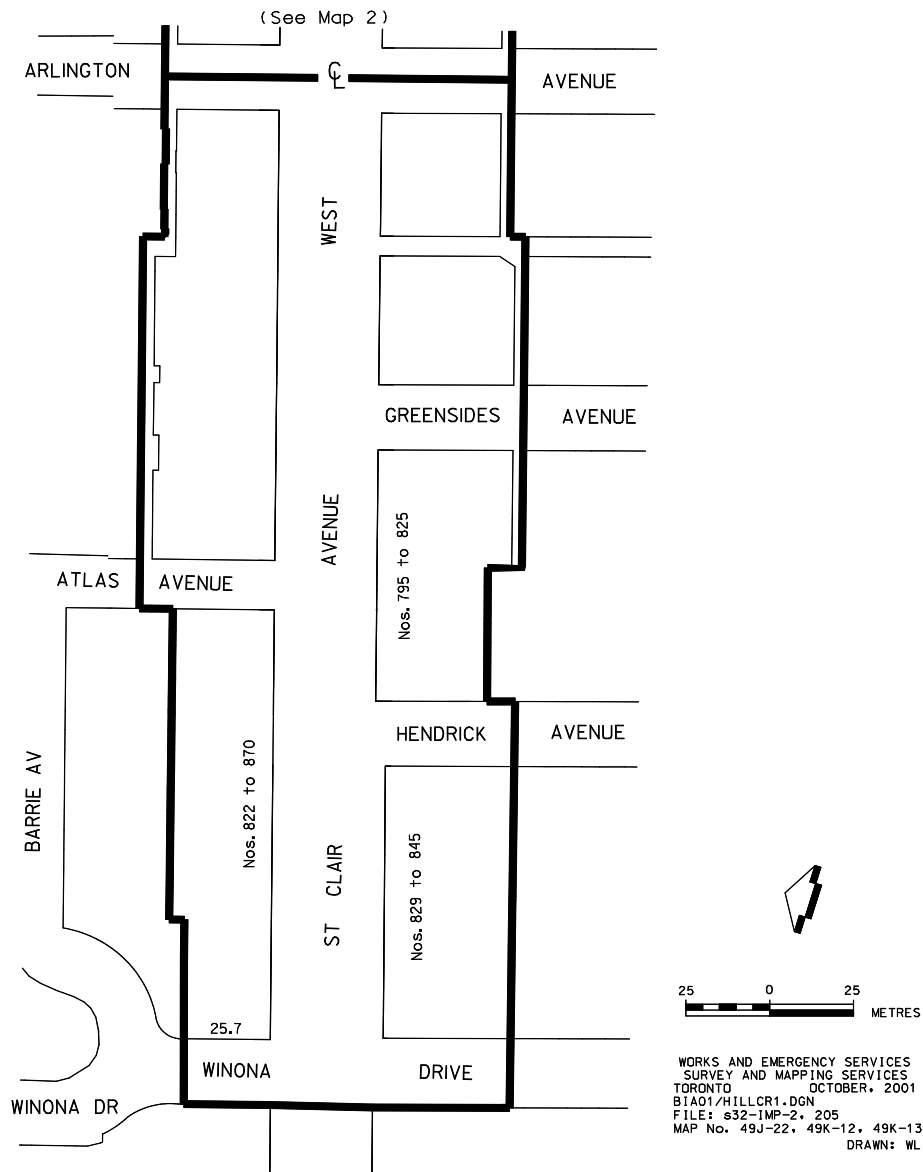 (See Map 2)
ARLINGTON
C L
AVENUE
WEST
GREENSIDES
AVENUE
AVENUE
Nos. 795 to 825
ATLAS
AVENUE
HENDRICK
AVENUE
BARRIE AV
Nos. 822 to 870
ST CLAIR
Nos. 829 to 845
25 0 25
METRES
25.7
WINONA
DRIVE
WINONA DR
WORKS AND EMERGENCY SERVICES
SURVEY AND MAPPING SERVICES
TORONTO OCTOBER, 2001
BIA01/HILLCR1.DGN
FILE: s32-IMP-2, 205
MAP No. 49J-22, 49K-12, 49K-13
DRAWN: WL